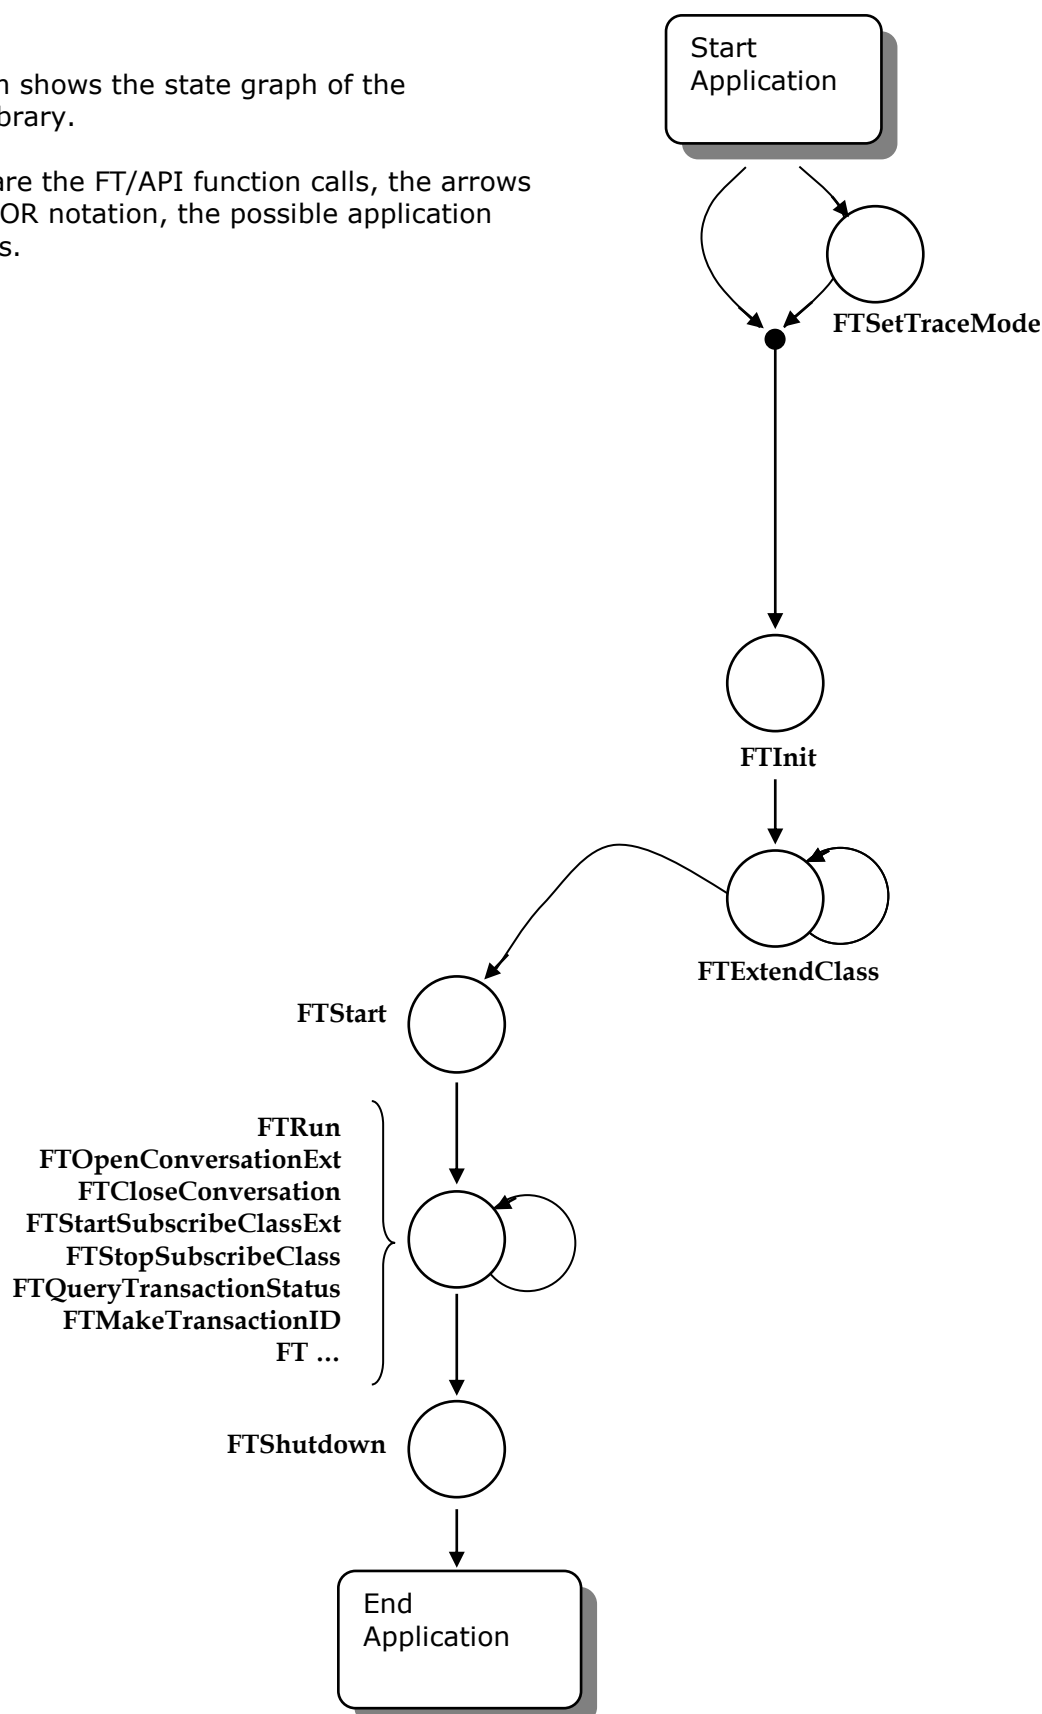 Start
Application
m shows the state graph of the
brary.
are the FT/API function calls, the arrows
OR notation, the possible application
s.
FTSetTraceMode
FTInit
FTExtendClass
FTStart
FTRun
FTOpenConversationExt
FTCloseConversation
FTStartSubscribeClassExt
FTStopSubscribeClass
FTQueryTransactionStatus
FTMakeTransactionID
FT ...
FTShutdown
End
Application